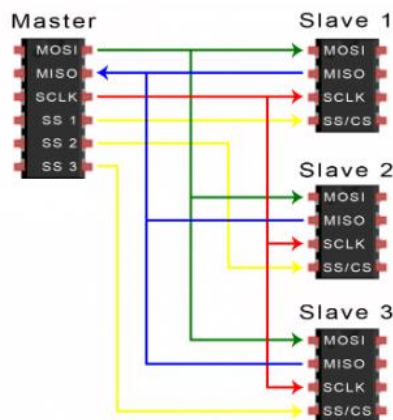 Master
MOSI
MISO
SCLK
SS 1
SS 2
SS 3
Slave 1
MOSI
MISO
SCLK
SS/CS
Slave 2
MOSI
MISO
SCLK
SS/CS
Slave 3
MOSI
MISO
SCLK
SS/CS